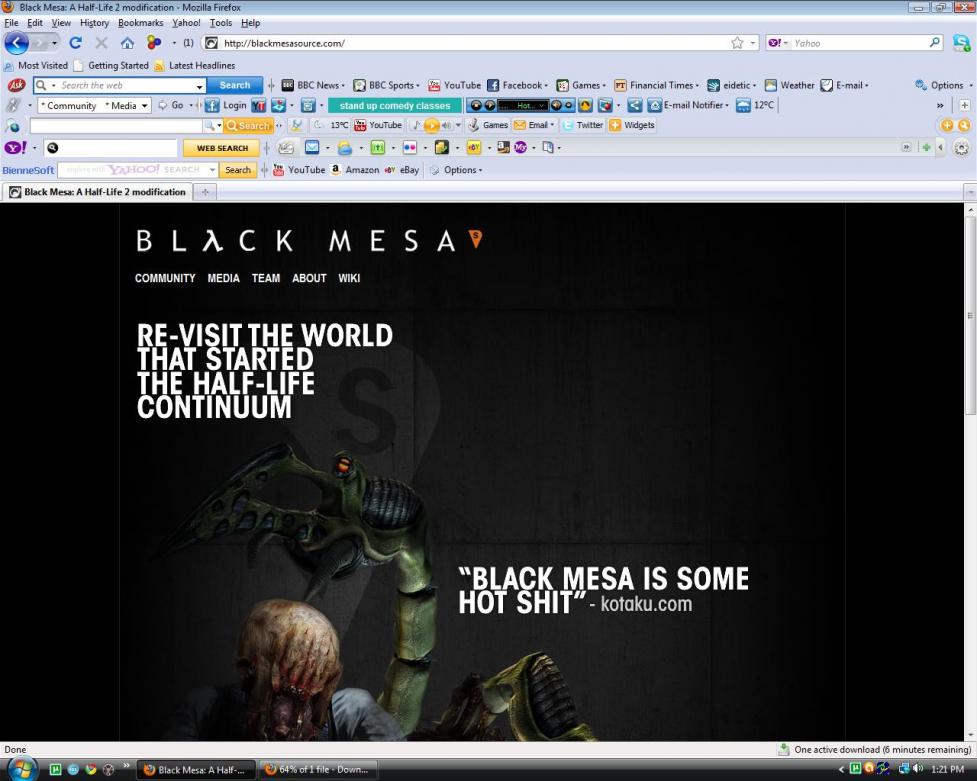 Black Mesa: A Half-Life 2 modification - Mozilla Firefox
File Edit View History Bookmarks Yahoo! Tools Help
(1) http://blackmesasource.com/ Yahoo
Most Visited Getting Started Latest Headlines
Ask Search the web Search BBC News BBC Sports YouTube Facebook Games FT Financial Times eidetic Weather E-mail Options
* Community * Media Go Login stand up comedy classes Hot... E-mail Notifier 12°C
Search 13°C YouTube Games Email Twitter Widgets
Y! WEB SEARCH
BienneSoft YAHOO! SEARCH Search YouTube Amazon eBay Options
Black Mesa: A Half-Life 2 modification
BLACK MESA S
COMMUNITY MEDIA TEAM ABOUT WIKI
RE-VISIT THE WORLD
THAT STARTED
THE HALF-LIFE
CONTINUUM
S
“BLACK MESA IS SOME
HOT SHIT” - kotaku.com
Done One active download (6 minutes remaining)
Black Mesa: A Half-... 64% of 1 file - Down... 1:21 PM